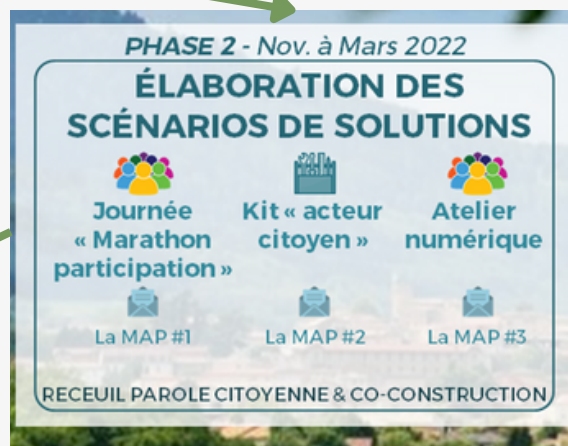 PHASE 2 - Nov. à Mars 2022
ÉLABORATION DES
SCÉNARIOS DE SOLUTIONS
Journée
« Marathon
participation »
Kit « acteur
citoyen »
Atelier
numérique
La MAP #1
La MAP #2
La MAP #3
RECEUIL PAROLE CITOYENNE & CO-CONSTRUCTION